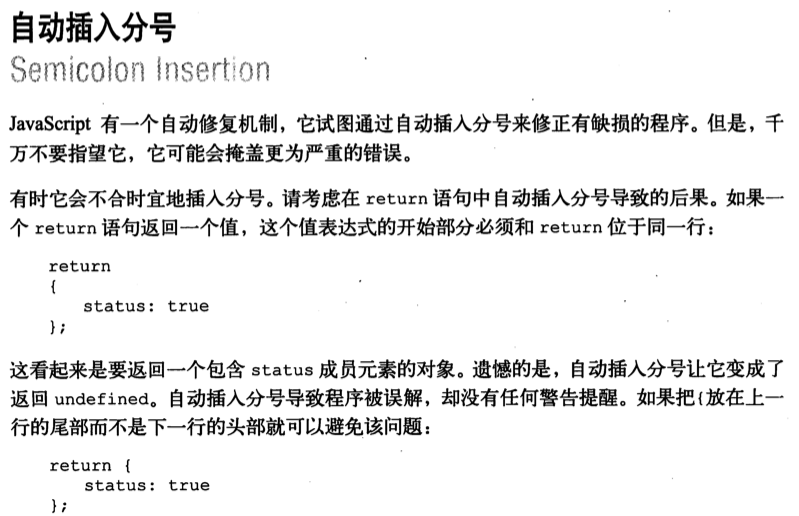 自动插入分号
Semicolon Insertion
JavaScript 有一个自动修复机制，它试图通过自动插入分号来修正有缺损的程序。但是，千
万不要指望它，它可能会掩盖更为严重的错误。
有时它会不合时宜地插入分号。请考虑在 return 语句中自动插入分号导致的后果。如果一
个 return 语句返回一个值，这个值表达式的开始部分必须和 return 位于同一行：
return
{
    status: true
};
这看起来是要返回一个包含 status 成员元素的对象。遗憾的是，自动插入分号让它变成了
返回 undefined。自动插入分号导致程序被误解，却没有任何警告提醒。如果把{放在上一
行的尾部而不是下一行的头部就可以避免该问题：
return {
    status: true
};